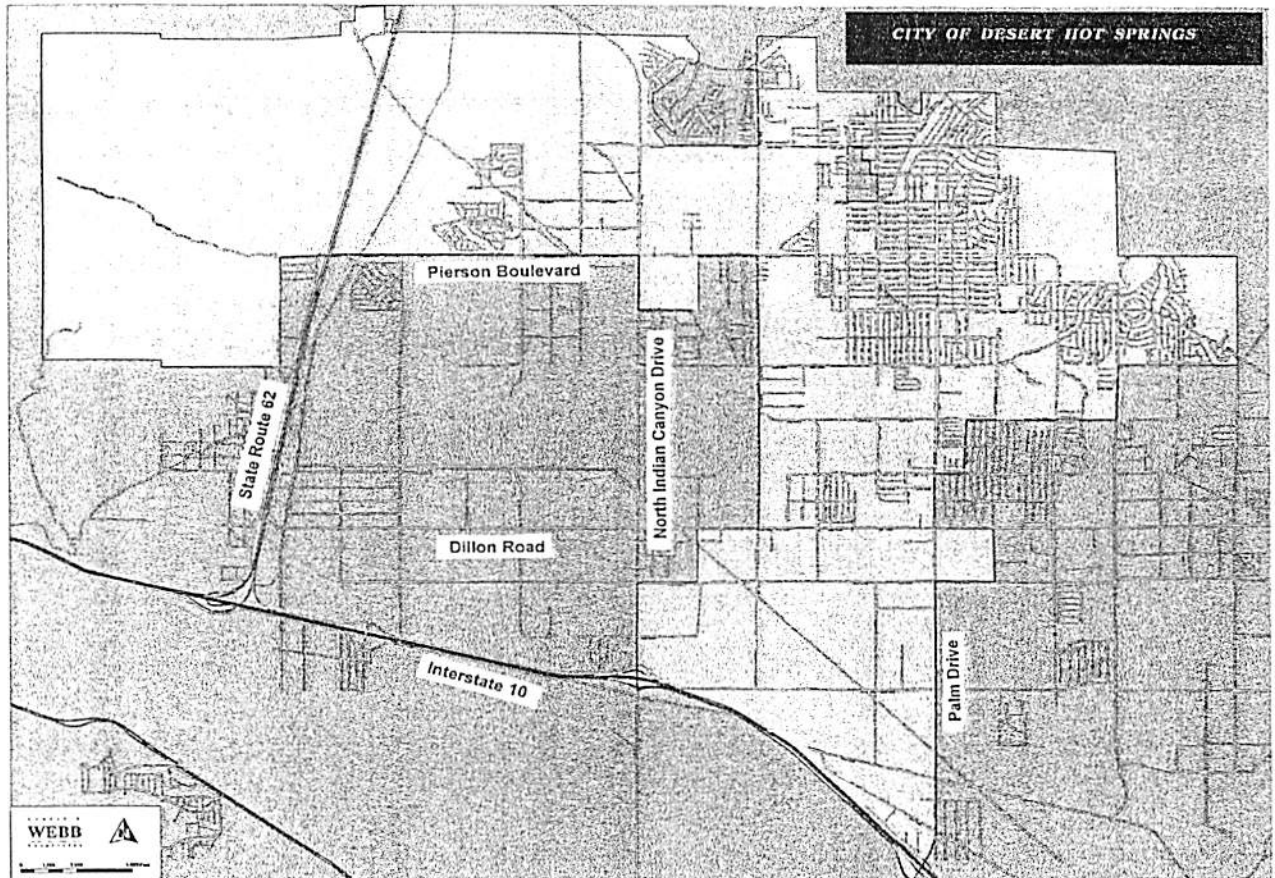 CITY OF DESERT HOT SPRINGS
Pierson Boulevard
North Indian Canyon Drive
State Route 62
Dillon Road
Interstate 10
Palm Drive
WEBB